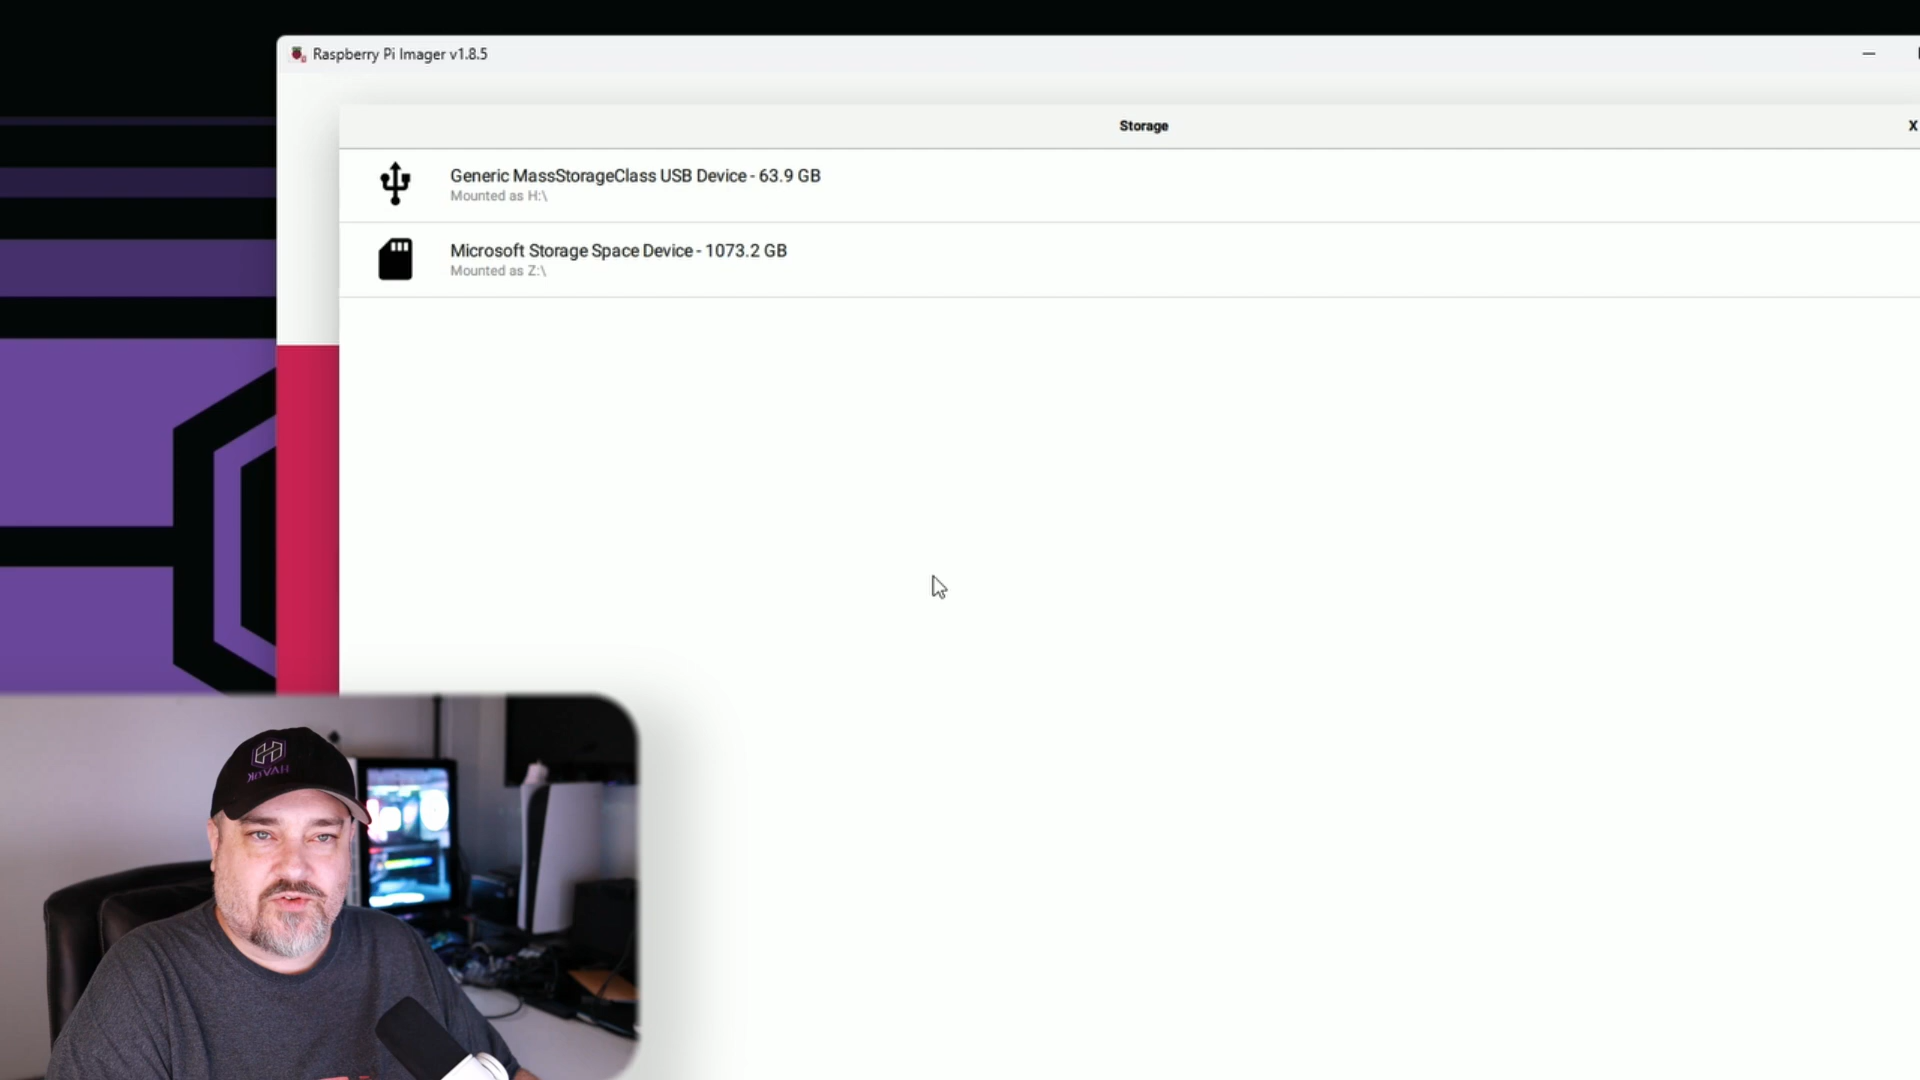 Raspberry Pi Imager v1.8.5
Storage
X
Generic MassStorageClass USB Device - 63.9 GB
Mounted as H:\
Microsoft Storage Space Device - 1073.2 GB
Mounted as Z:\
HAVOK